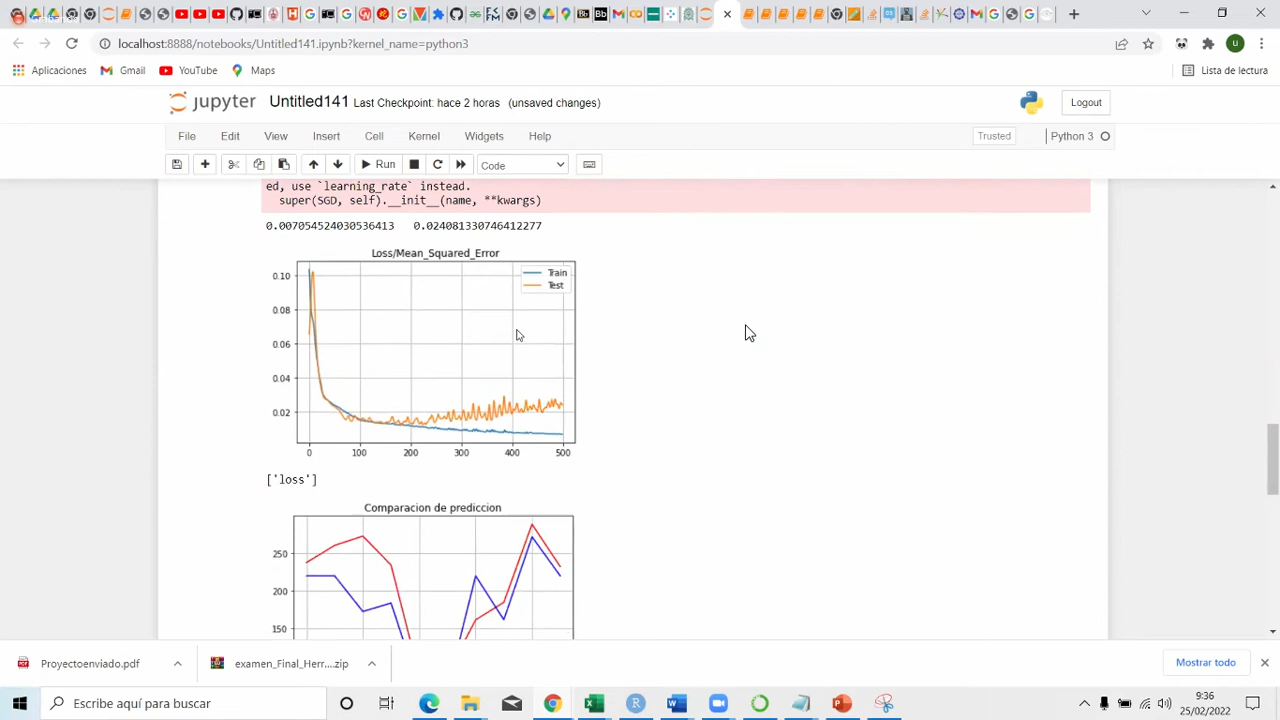 localhost:8888/notebooks/Untitled141.ipynb?kernel_name=python3
u
Aplicaciones
Gmail
YouTube
Maps
Lista de lectura
jupyter
Untitled141 Last Checkpoint: hace 2 horas (unsaved changes)
Logout
File Edit View Insert Cell Kernel Widgets Help
Trusted
Python 3
Run
Code
ed, use `learning_rate` instead.
super(SGD, self).__init__(name, **kwargs)
0.007054524030536413 0.024081330746412277
Loss/Mean_Squared_Error
Train
Test
0.10
0.08
0.06
0.04
0.02
0 100 200 300 400 500
['loss']
Comparacion de prediccion
250
200
150
Proyectoenviado.pdf
examen_Final_Herr....zip
Mostrar todo
Escribe aquí para buscar
9:36
25/02/2022